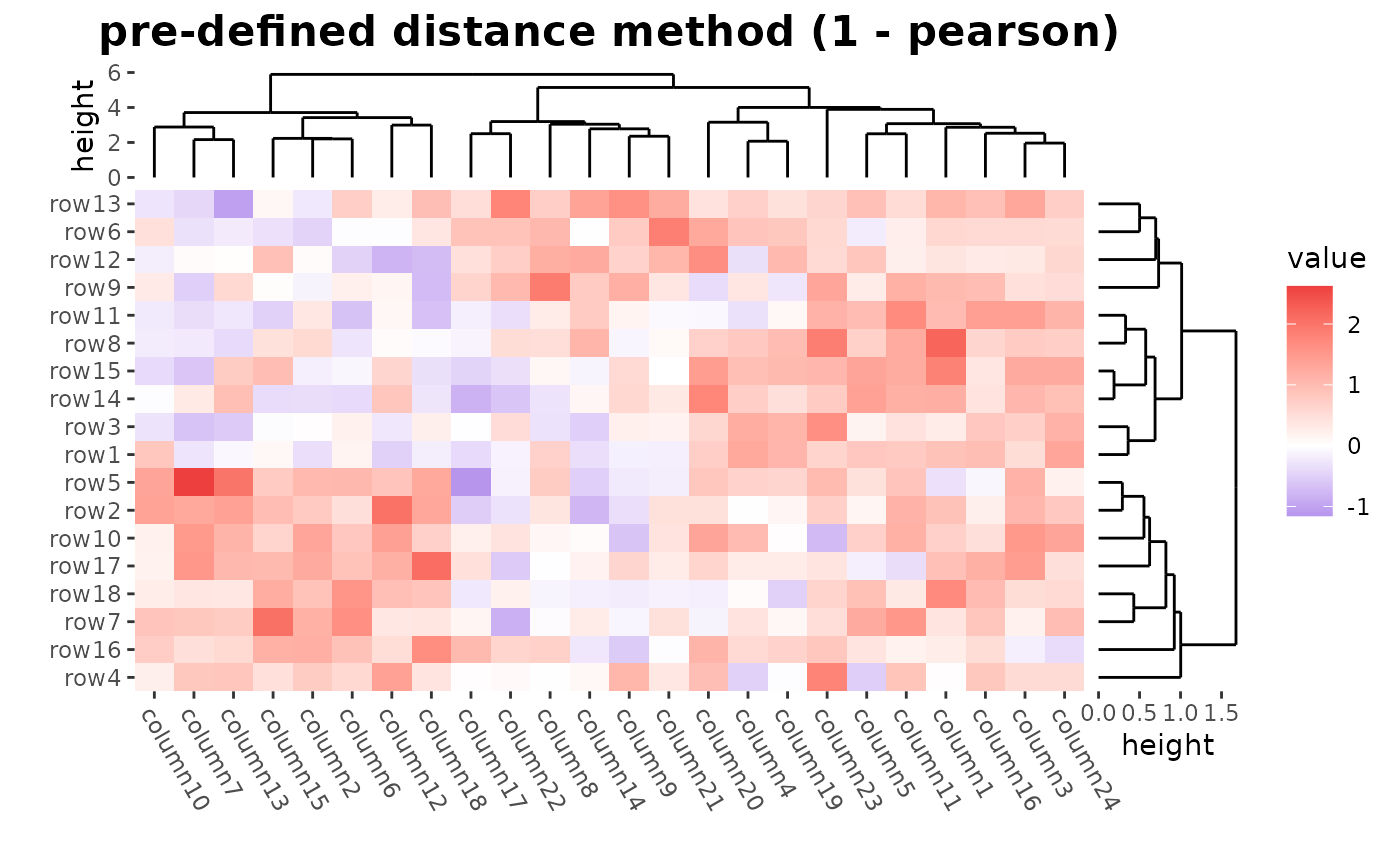 pre-defined distance method (1 - pearson)
height
6
4
2
0
row13
row6
row12
row9
row11
row8
row15
row14
row3
row1
row5
row2
row10
row17
row18
row7
row16
row4
column10
column7
column13
column15
column2
column6
column12
column18
column17
column22
column8
column14
column9
column21
column20
column4
column19
column23
column5
column11
column1
column16
column3
column24
0.0 0.5 1.0 1.5
height
value
2
1
0
-1